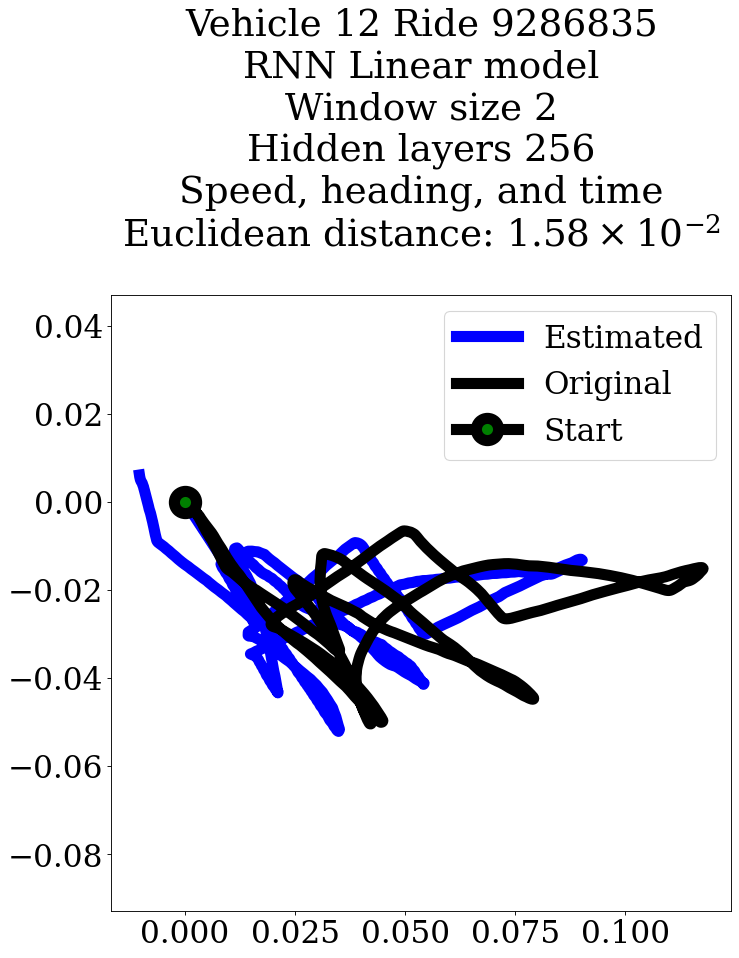 Vehicle 12 Ride 9286835
RNN Linear model
Window size 2
Hidden layers 256
Speed, heading, and time
Euclidean distance: 1.58 × 10⁻²
Estimated
Original
Start
0.04
0.02
0.00
−0.02
−0.04
−0.06
−0.08
0.000 0.025 0.050 0.075 0.100